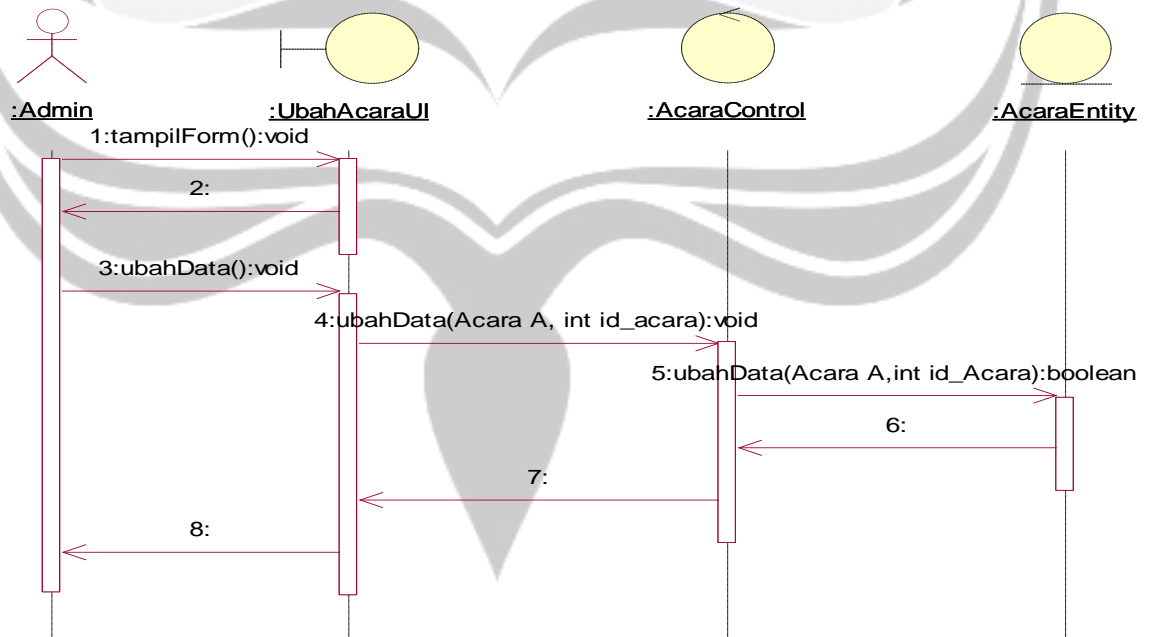 :Admin :UbahAcaraUI :AcaraControl :AcaraEntity
1:tampilForm():void
2:
3:ubahData():void
4:ubahData(Acara A, int id_acara):void
5:ubahData(Acara A,int id_Acara):boolean
6:
7:
8: